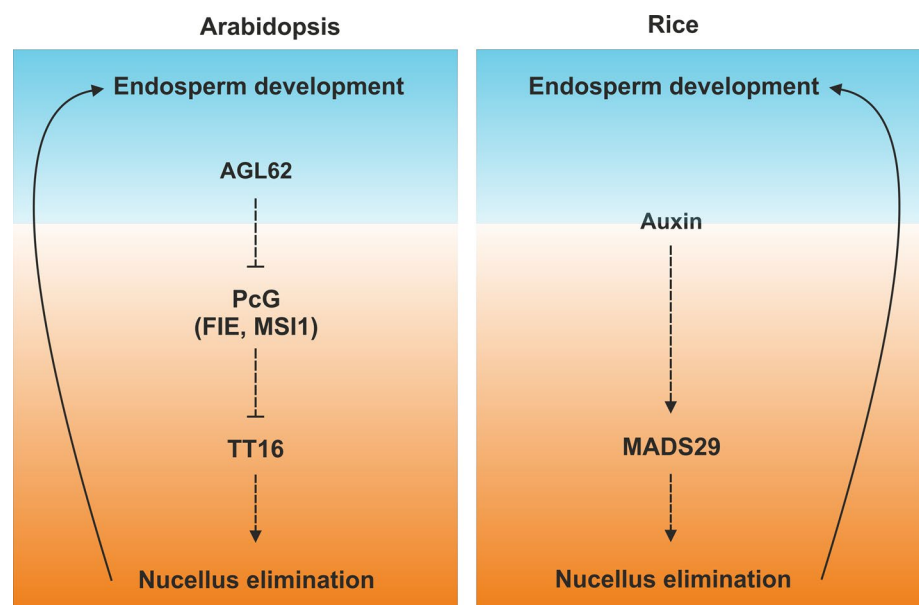 Arabidopsis
Endosperm development
AGL62
PcG
(FIE, MSI1)
TT16
Nucellus elimination
Rice
Endosperm development
Auxin
MADS29
Nucellus elimination